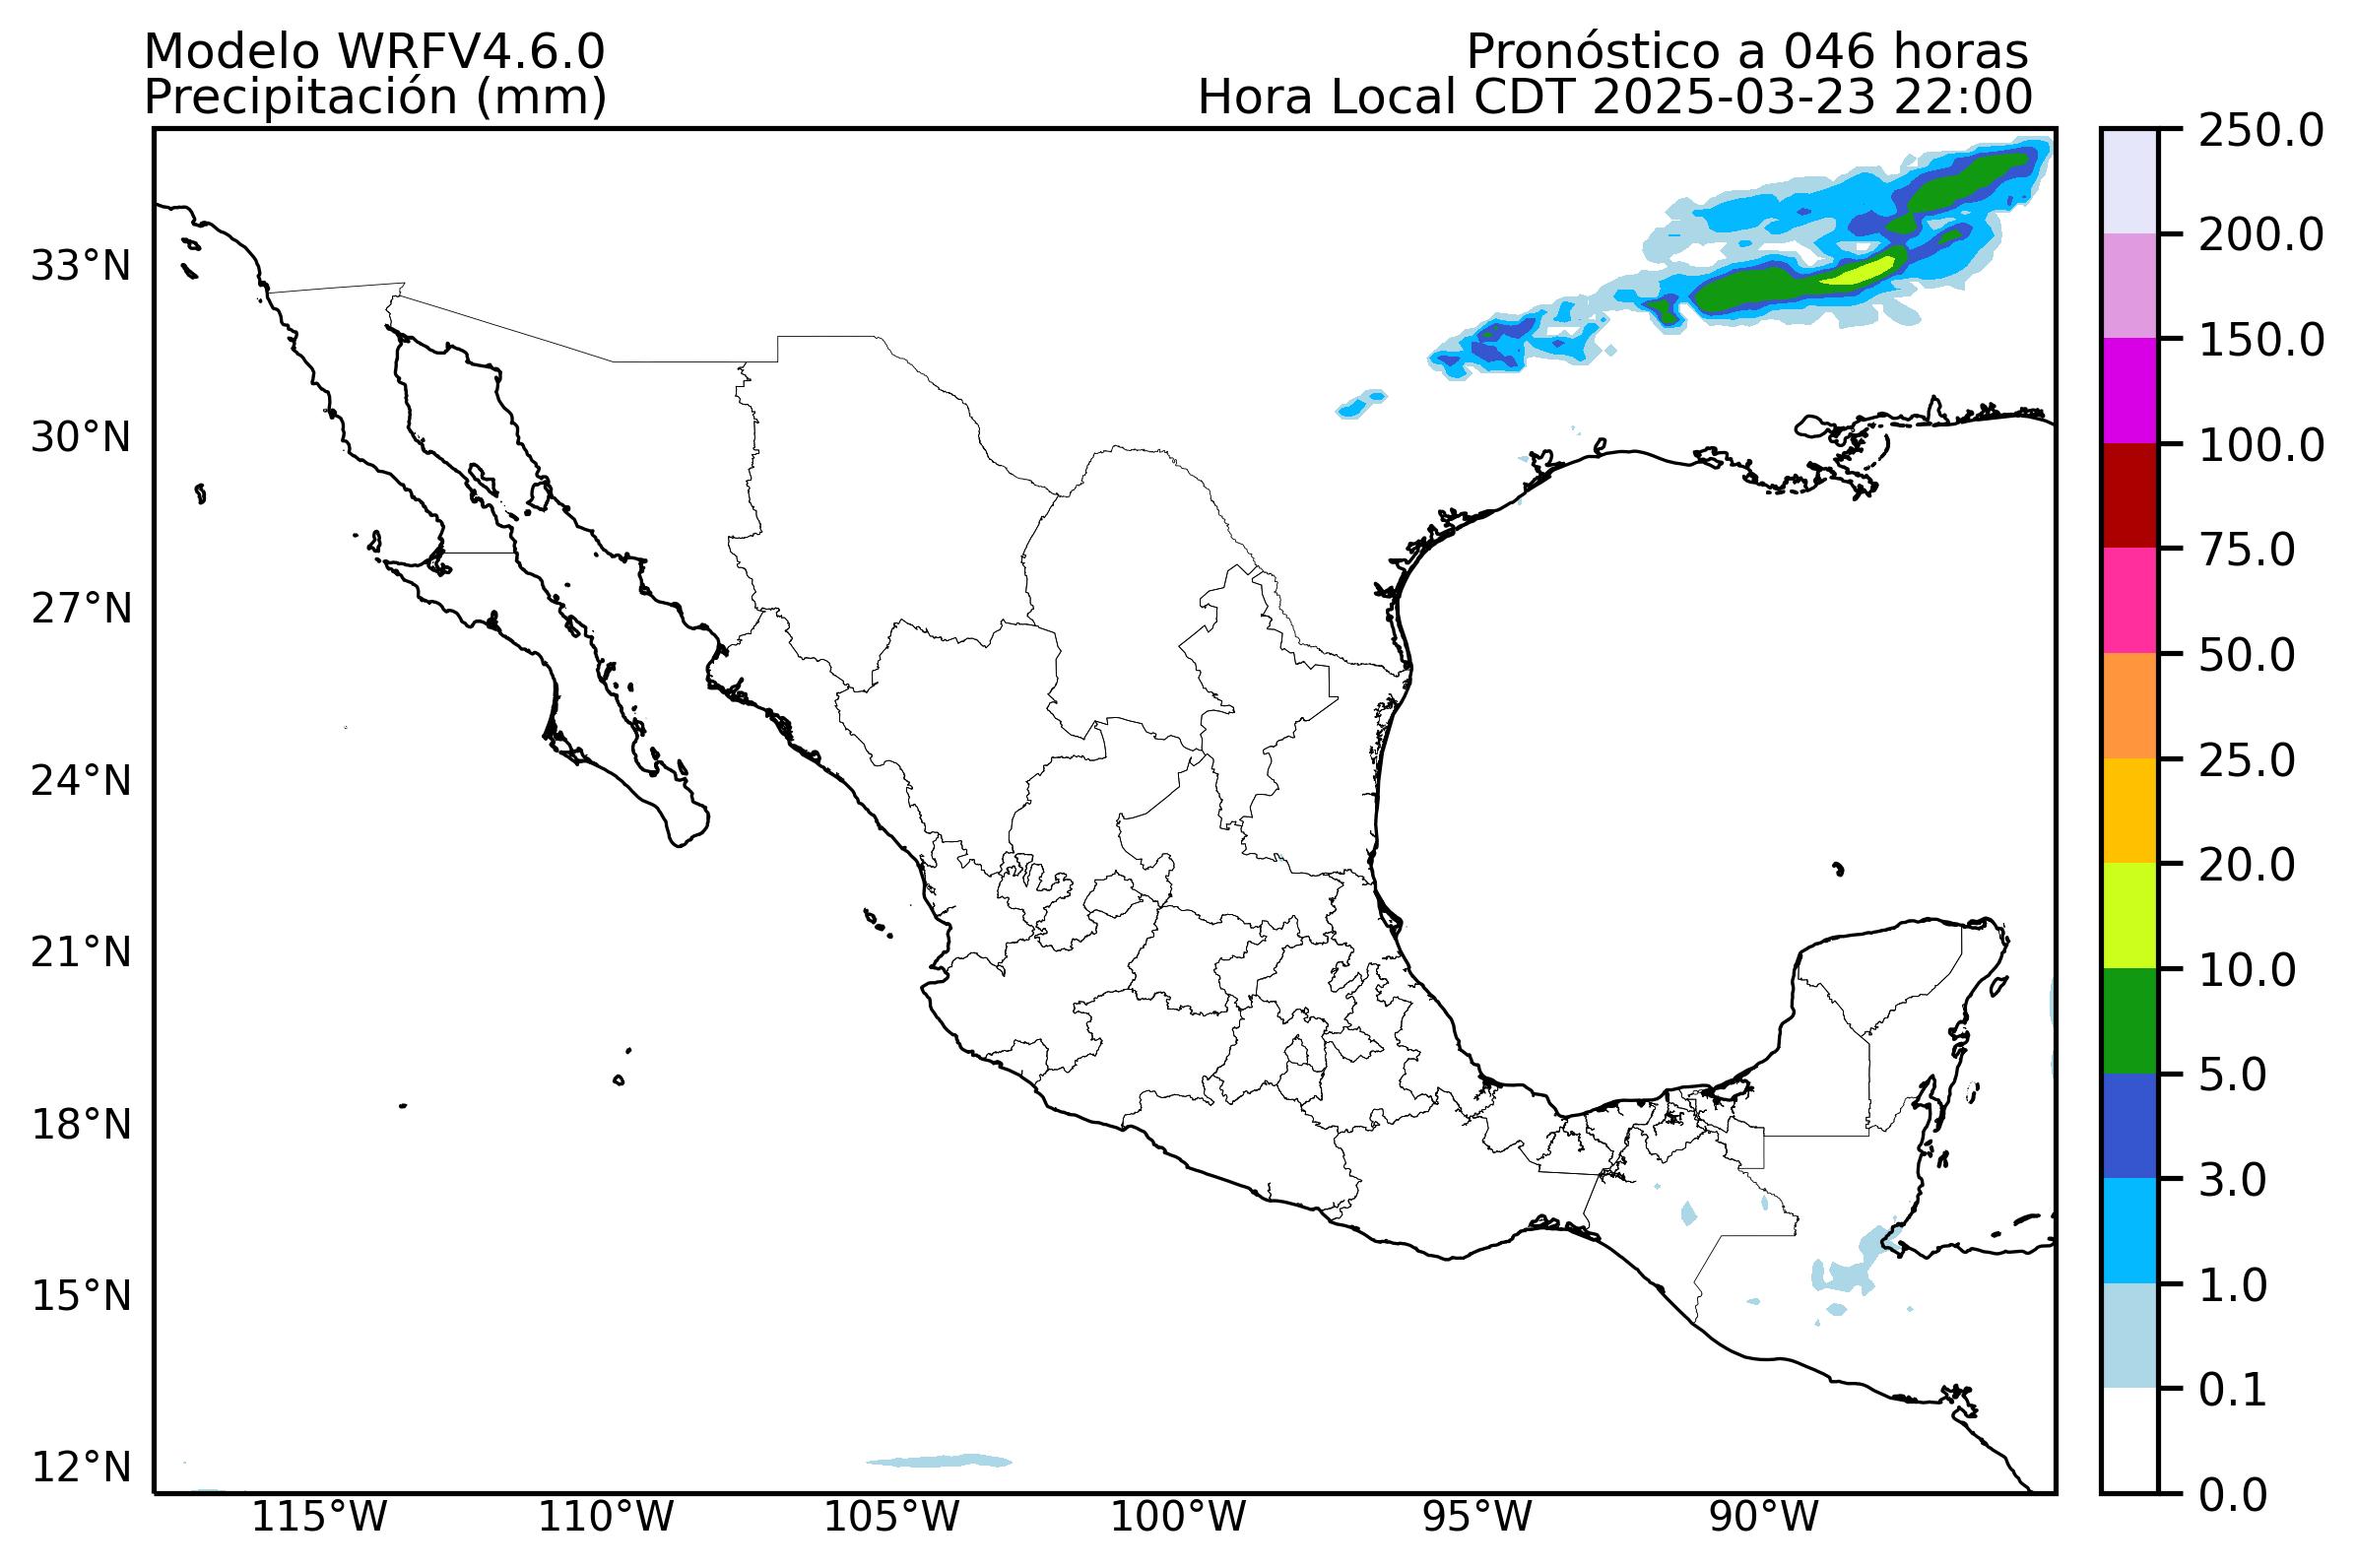 Modelo WRFV4.6.0
Pronóstico a 046 horas
Precipitación (mm)
Hora Local CDT 2025-03-23 22:00
33°N
30°N
27°N
24°N
21°N
18°N
15°N
12°N
115°W
110°W
105°W
100°W
95°W
90°W
250.0
200.0
150.0
100.0
75.0
50.0
25.0
20.0
10.0
5.0
3.0
1.0
0.1
0.0